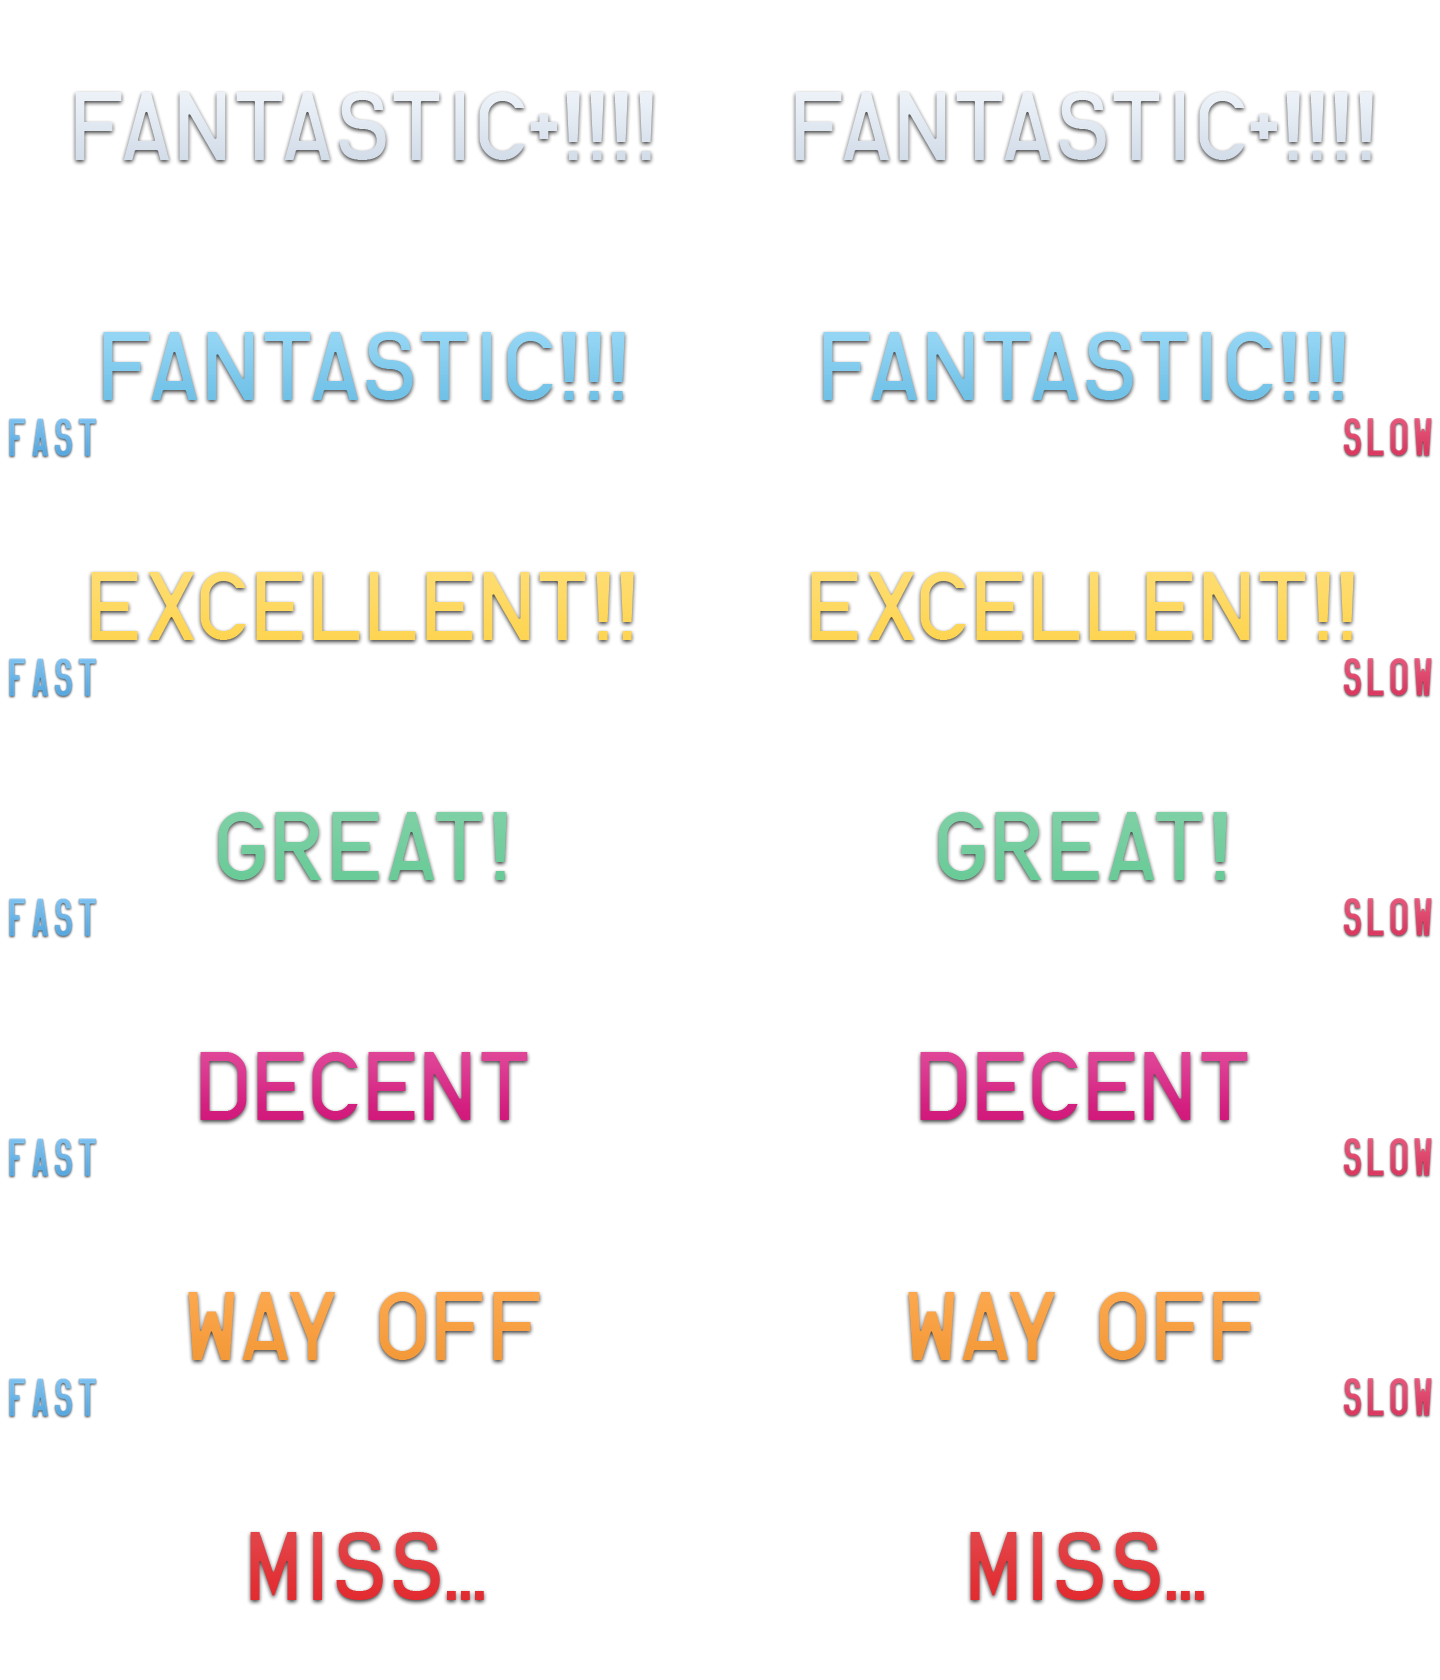 FANTASTIC+!!!! FANTASTIC+!!!!
FANTASTIC!!! FANTASTIC!!!
FAST SLOW
EXCELLENT!! EXCELLENT!!
FAST SLOW
GREAT! GREAT!
FAST SLOW
DECENT DECENT
FAST SLOW
WAY OFF WAY OFF
FAST SLOW
MISS... MISS...